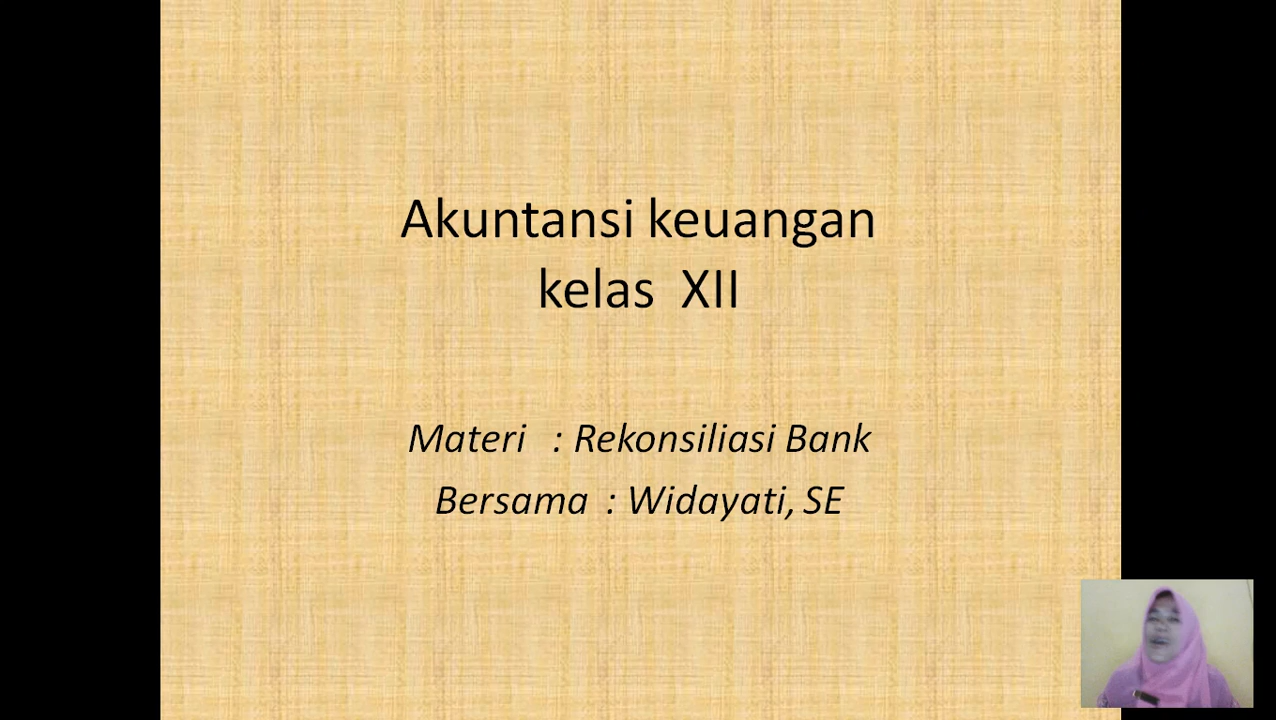 Akuntansi keuangan
kelas XII
Materi : Rekonsiliasi Bank
Bersama : Widayati, SE